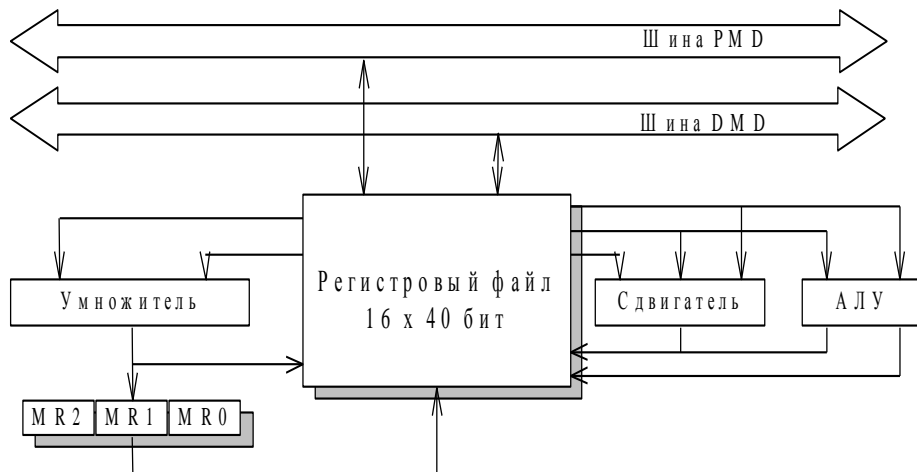 Шина PMD
Шина DMD
Регистровый файл
16 x 40 бит
Умножитель
Сдвигатель
АЛУ
MR2 MR1 MR0